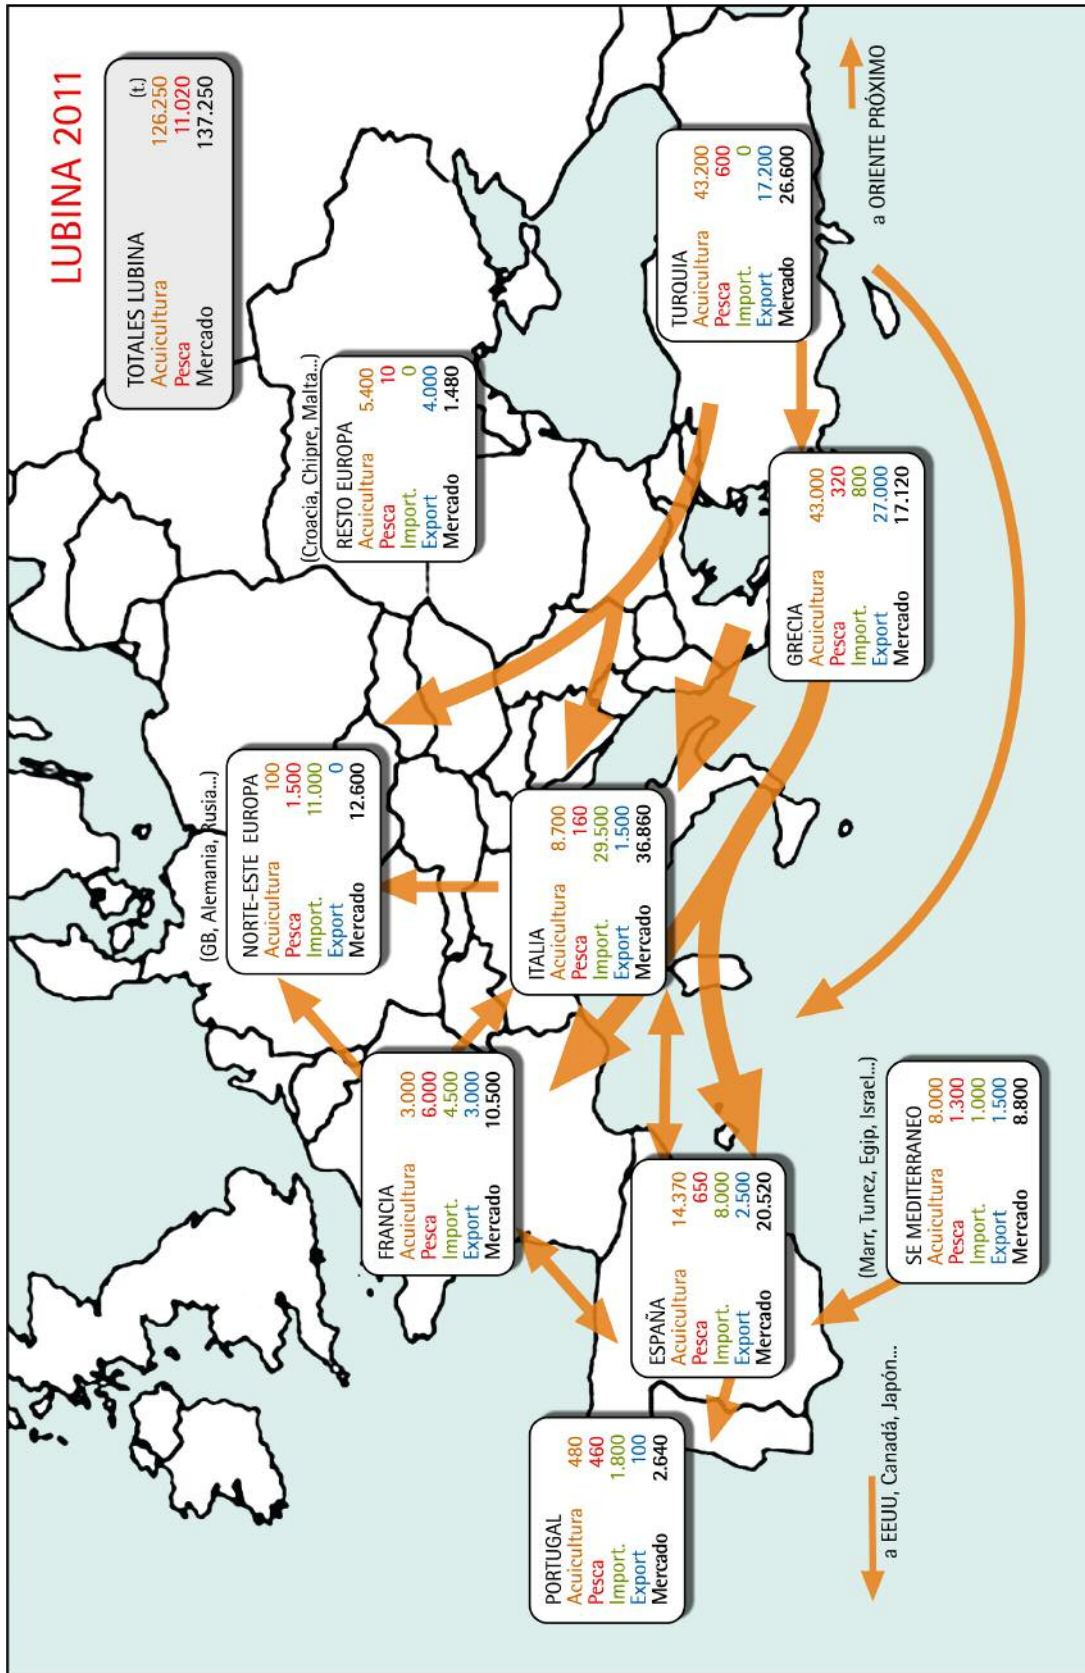 LUBINA 2011
TOTALES LUBINA (t.)
Acuicultura 126.250
Pesca 11.020
Mercado 137.250
(GB, Alemania, Rusia...)
NORTE-ESTE EUROPA
Acuicultura 100
Pesca 1.500
Import. 11.000
Export 0
Mercado 12.600
(Croacia, Chipre, Malta...)
RESTO EUROPA
Acuicultura 5.400
Pesca 10
Import. 0
Export 4.000
Mercado 1.480
FRANCIA
Acuicultura 3.000
Pesca 6.000
Import. 4.500
Export 3.000
Mercado 10.500
ITALIA
Acuicultura 8.700
Pesca 160
Import. 29.500
Export 1.500
Mercado 36.860
PORTUGAL
Acuicultura 480
Pesca 460
Import. 1.800
Export 100
Mercado 2.640
ESPAÑA
Acuicultura 14.370
Pesca 650
Import. 8.000
Export 2.500
Mercado 20.520
TURQUIA
Acuicultura 43.200
Pesca 600
Import. 0
Export 17.200
Mercado 26.600
GRECIA
Acuicultura 43.000
Pesca 320
Import. 800
Export 27.000
Mercado 17.120
(Marr, Tunez, Egip, Israel...)
SE MEDITERRANEO
Acuicultura 8.000
Pesca 1.300
Import. 1.000
Export 1.500
Mercado 8.800
a EEUU, Canadá, Japón...
a ORIENTE PRÓXIMO